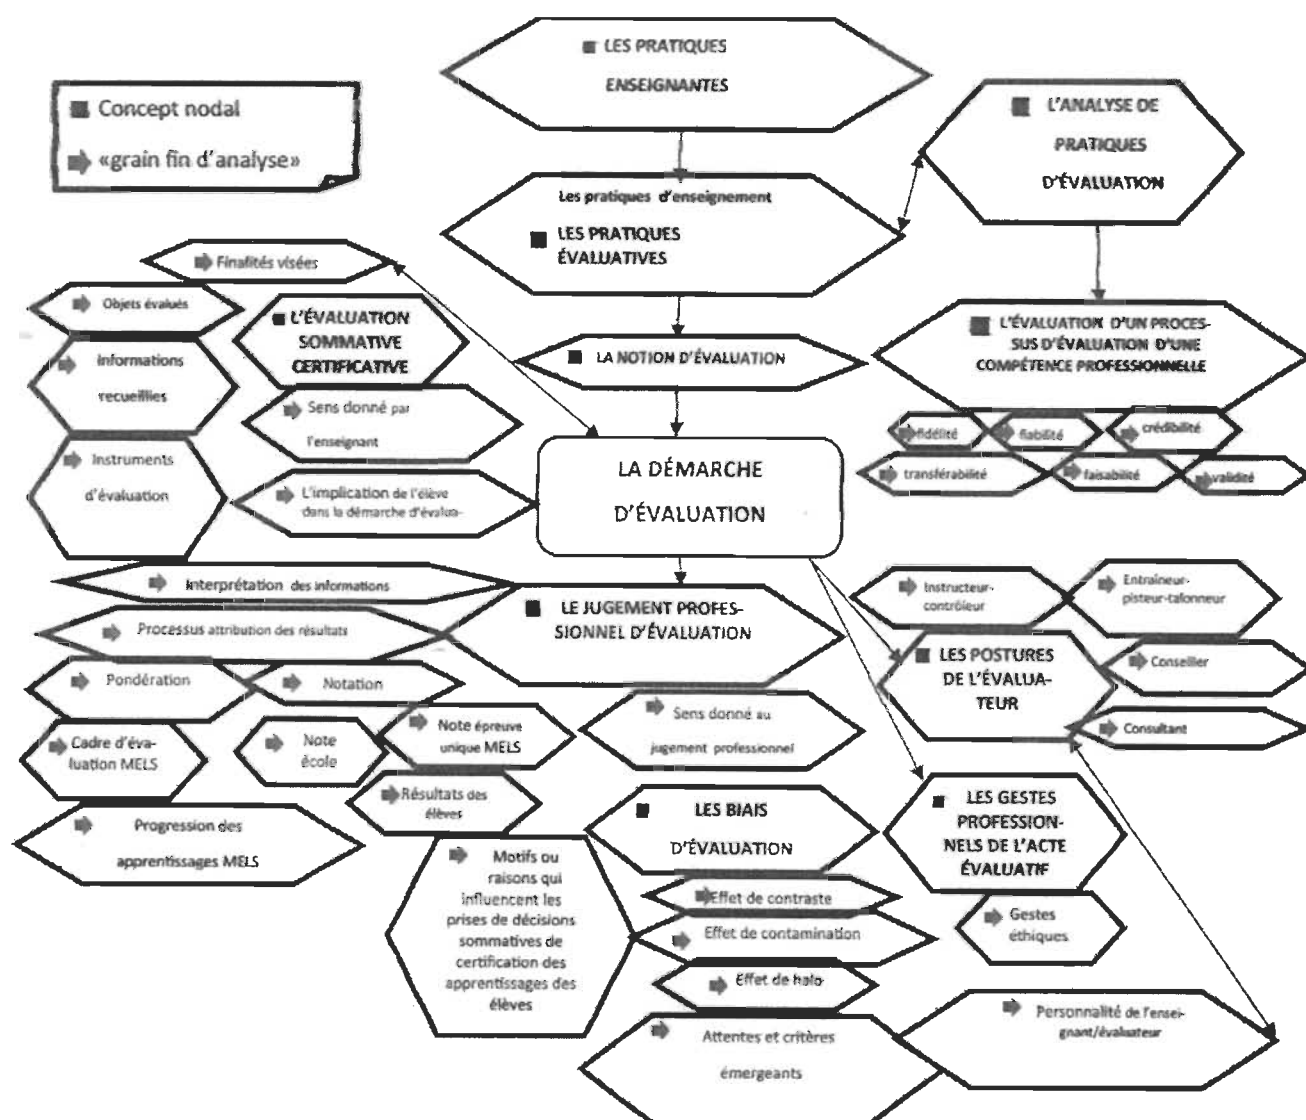 LES PRATIQUES
ENSEIGNANTES
Concept nodal
«grain fin d'analyse»
L'ANALYSE DE
PRATIQUES
D'ÉVALUATION
Les pratiques d'enseignement
LES PRATIQUES
ÉVALUATIVES
Finalités visées
Objets évalués
L'ÉVALUATION
SOMMATIVE
CERTIFICATIVE
LA NOTION D'ÉVALUATION
L'ÉVALUATION D'UN PROCES-
SUS D'ÉVALUATION D'UNE
COMPÉTENCE PROFESSIONNELLE
Informations
recueillies
Sens donné par
l'enseignant
fidélité
fiabilité
crédibilité
transférabilité
faisabilité
validité
Instruments
d'évaluation
L'implication de l'élève
dans la démarche d'évalua-
LA DÉMARCHE
D'ÉVALUATION
Interprétation des informations
Processus attribution des résultats
LE JUGEMENT PROFES-
SIONNEL D'ÉVALUATION
Instructeur-
contrôleur
Entraîneur-
pisteur-talonneur
LES POSTURES
DE L'ÉVALUA-
TEUR
Conseiller
Consultant
Pondération
Notation
Sens donné au
jugement professionnel
Cadre d'éva-
luation MELS
Note
école
Note épreuve
unique MELS
Résultats des
élèves
Progression des
apprentissages MELS
LES BIAIS
D'ÉVALUATION
LES GESTES
PROFESSION-
NELS DE L'ACTE
ÉVALUATIF
Motifs ou
raisons qui
influencent les
prises de décisions
sommatives de
certification des
apprentissages des
élèves
Effet de contraste
Effet de contamination
Effet de halo
Gestes
éthiques
Attentes et critères
émergeants
Personnalité de l'ensei-
gnant/évaluateur